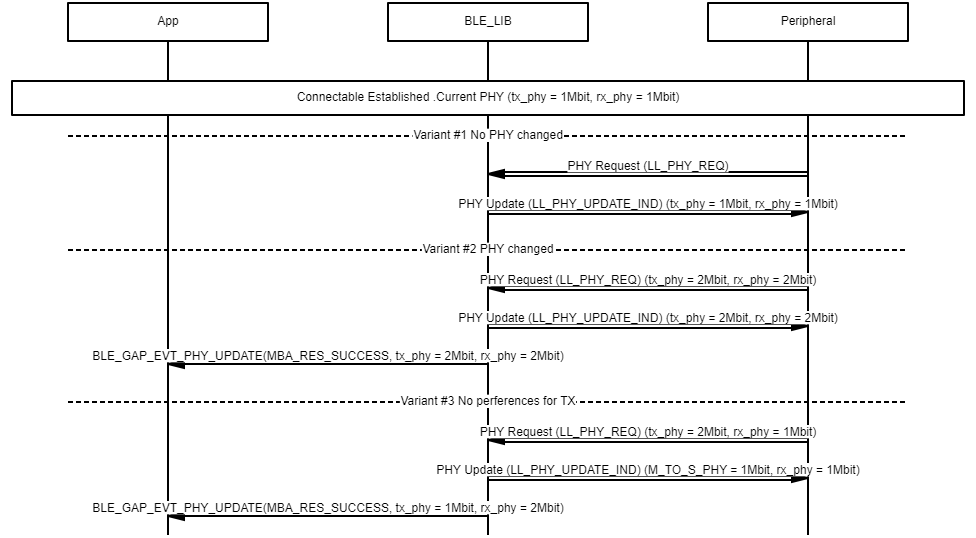 App
BLE_LIB
Peripheral
Connectable Established .Current PHY (tx_phy = 1Mbit, rx_phy = 1Mbit)
Variant #1 No PHY changed
PHY Request (LL_PHY_REQ)
PHY Update (LL_PHY_UPDATE_IND) (tx_phy = 1Mbit, rx_phy = 1Mbit)
Variant #2 PHY changed
PHY Request (LL_PHY_REQ) (tx_phy = 2Mbit, rx_phy = 2Mbit)
PHY Update (LL_PHY_UPDATE_IND) (tx_phy = 2Mbit, rx_phy = 2Mbit)
BLE_GAP_EVT_PHY_UPDATE(MBA_RES_SUCCESS, tx_phy = 2Mbit, rx_phy = 2Mbit)
Variant #3 No perferences for TX
PHY Request (LL_PHY_REQ) (tx_phy = 2Mbit, rx_phy = 1Mbit)
PHY Update (LL_PHY_UPDATE_IND) (M_TO_S_PHY = 1Mbit, rx_phy = 1Mbit)
BLE_GAP_EVT_PHY_UPDATE(MBA_RES_SUCCESS, tx_phy = 1Mbit, rx_phy = 2Mbit)